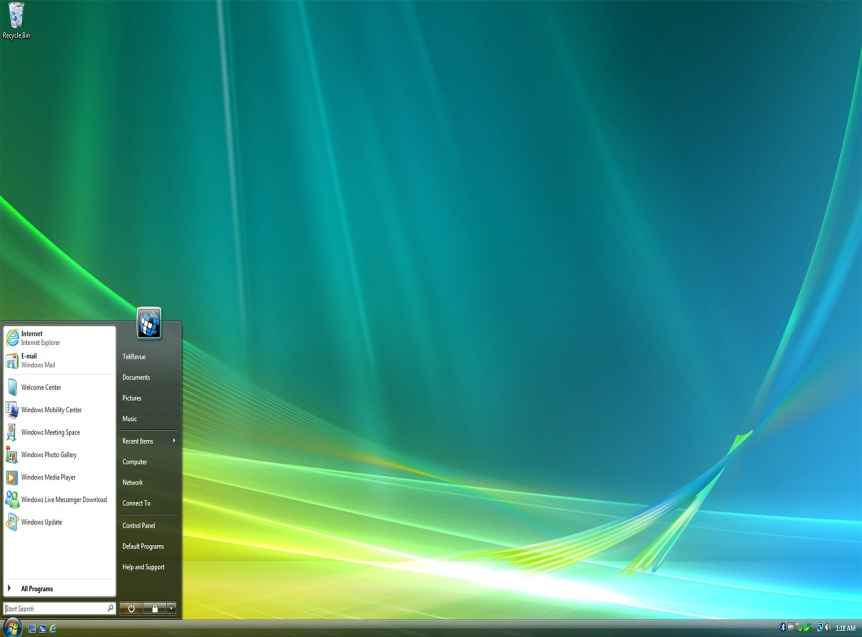 Recycle Bin
Internet
Internet Explorer
E-mail
Windows Mail
Welcome Center
Windows Mobility Center
Windows Meeting Space
Windows Photo Gallery
Windows Media Player
Windows Live Messenger Download
Windows Update
All Programs
Start Search
TekRevue
Documents
Pictures
Music
Recent Items
Computer
Network
Connect To
Control Panel
Default Programs
Help and Support
1:18 AM